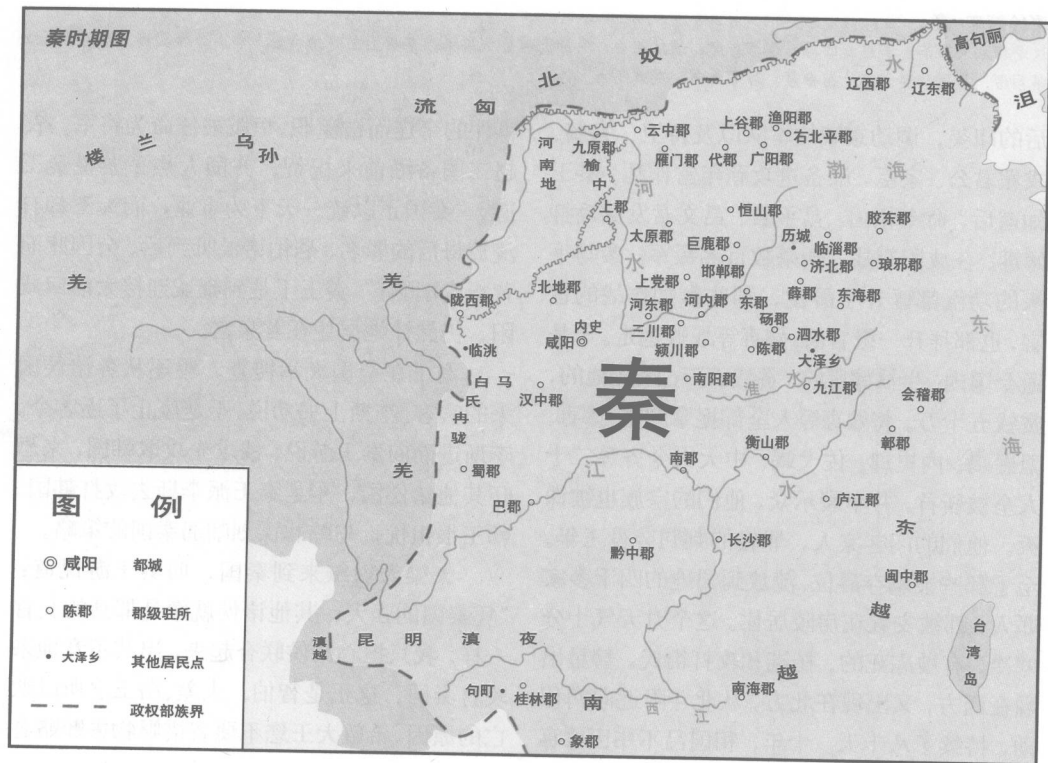 秦时期图
北
奴
匈
流
高句丽
沮
水
辽西郡
辽东郡
楼
兰
乌
孙
九原郡
云中郡
上谷郡
渔阳郡
右北平郡
河南地
榆中
雁门郡
代郡
广阳郡
渤
海
河
上郡
恒山郡
太原郡
巨鹿郡
历城
临淄郡
胶东郡
邯郸郡
济北郡
琅邪郡
羌
羌
水
上党郡
薛郡
东海郡
陇西郡
北地郡
河东郡
河内郡
东郡
东
内史
咸阳
三川郡
砀郡
泗水郡
临洮
颍川郡
陈郡
大泽乡
白马
氐
汉中郡
秦
南阳郡
淮
水
九江郡
会稽郡
冉
駹
衡山郡
鄣郡
海
羌
蜀郡
江
南郡
水
庐江郡
巴郡
黔中郡
长沙郡
东
闽中郡
越
台湾岛
滇越
昆
明
滇
夜
越
句町
桂林郡
南
南海郡
西
江
象郡
图 例
咸阳 都城
陈郡 郡级驻所
大泽乡 其他居民点
政权部族界